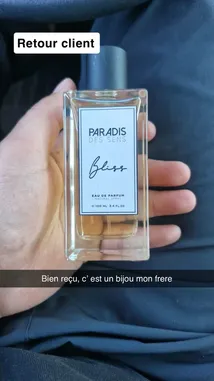 Retour client
PARADIS
DES SENS
Bliss
EAU DE PARFUM
Bien reçu, c' est un bijou mon frere